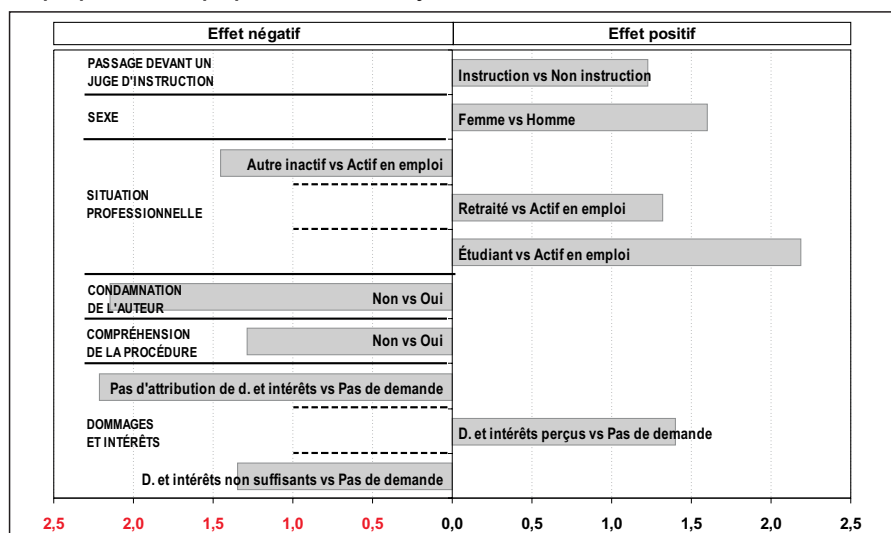 Effet négatif
Effet positif
PASSAGE DEVANT UN
JUGE D'INSTRUCTION
Instruction vs Non instruction
SEXE
Femme vs Homme
Autre inactif vs Actif en emploi
SITUATION
PROFESSIONNELLE
Retraité vs Actif en emploi
Étudiant vs Actif en emploi
CONDAMNATION
DE L'AUTEUR
Non vs Oui
COMPRÉHENSION
DE LA PROCÉDURE
Non vs Oui
Pas d'attribution de d. et intérêts vs Pas de demande
DOMMAGES
ET INTÉRÊTS
D. et intérêts perçus vs Pas de demande
D. et intérêts non suffisants vs Pas de demande
2,5 2,0 1,5 1,0 0,5 0,0 0,5 1,0 1,5 2,0 2,5